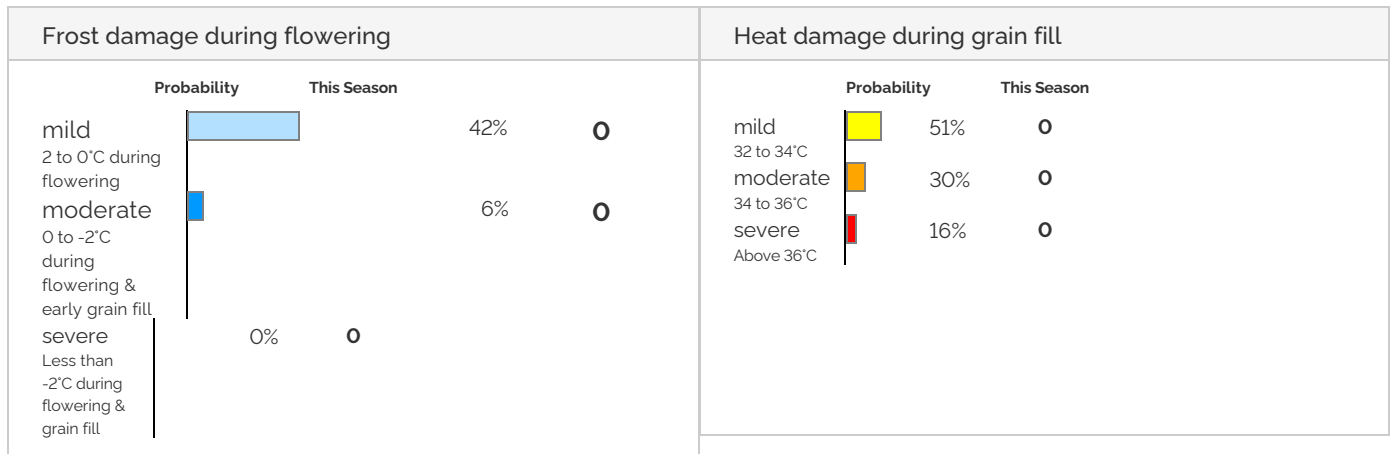 Frost damage during flowering
Probability This Season
mild 42% 0
2 to 0°C during
flowering
moderate 6% 0
0 to -2°C
during
flowering &
early grain fill
severe 0% 0
Less than
-2°C during
flowering &
grain fill
Heat damage during grain fill
Probability This Season
mild 51% 0
32 to 34°C
moderate 30% 0
34 to 36°C
severe 16% 0
Above 36°C